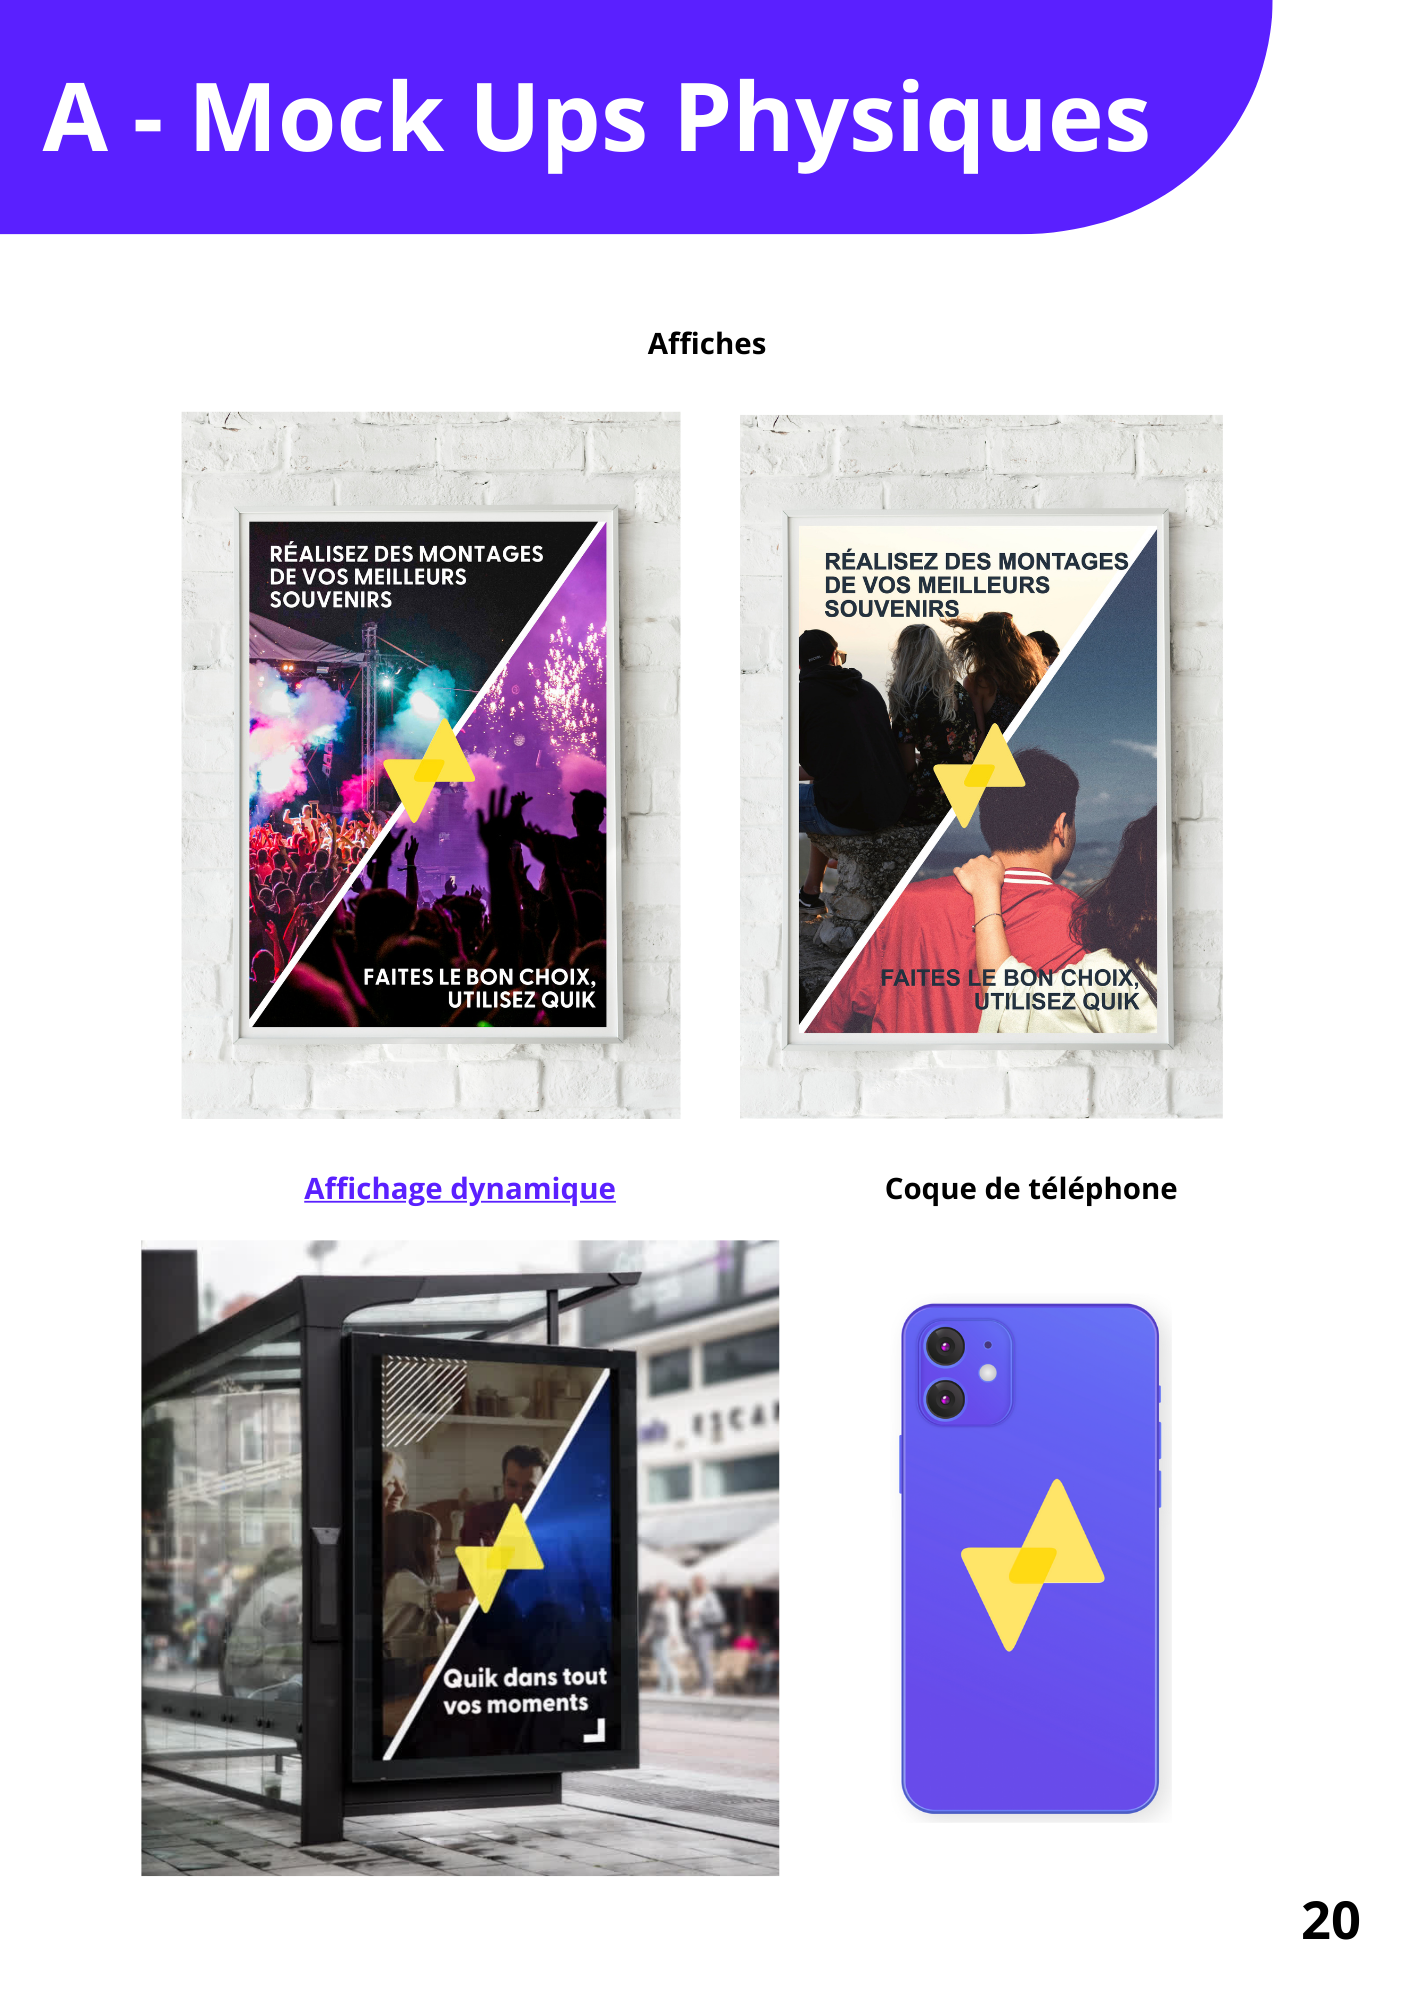 A - Mock Ups Physiques
Affiches
RÉALISEZ DES MONTAGES
DE VOS MEILLEURS
SOUVENIRS
FAITES LE BON CHOIX,
UTILISEZ QUIK
RÉALISEZ DES MONTAGES
DE VOS MEILLEURS
SOUVENIRS
FAITES LE BON CHOIX,
UTILISEZ QUIK
Affichage dynamique
Coque de téléphone
Quik dans tout
vos moments
20